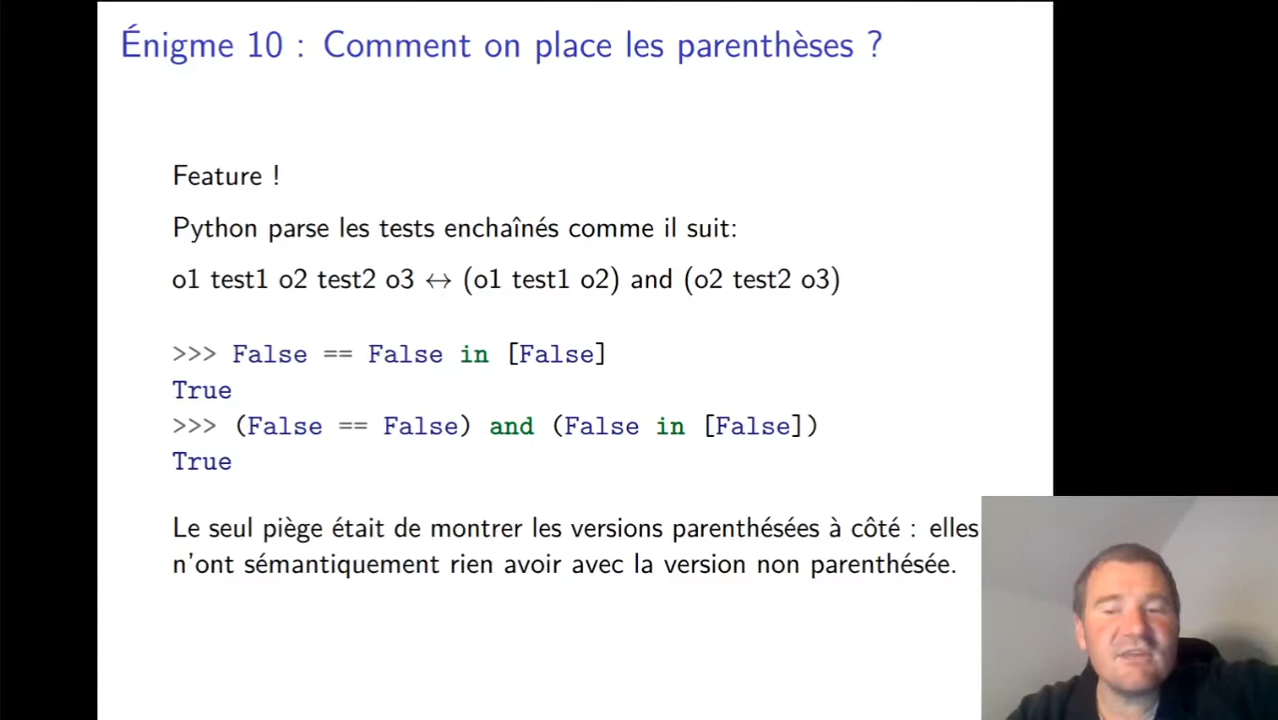 Énigme 10 : Comment on place les parenthèses ?
Feature !
Python parse les tests enchaînés comme il suit:
o1 test1 o2 test2 o3 ↔ (o1 test1 o2) and (o2 test2 o3)
>>> False == False in [False]
True
>>> (False == False) and (False in [False])
True
Le seul piège était de montrer les versions parenthésées à côté : elles
n'ont sémantiquement rien avoir avec la version non parenthésée.